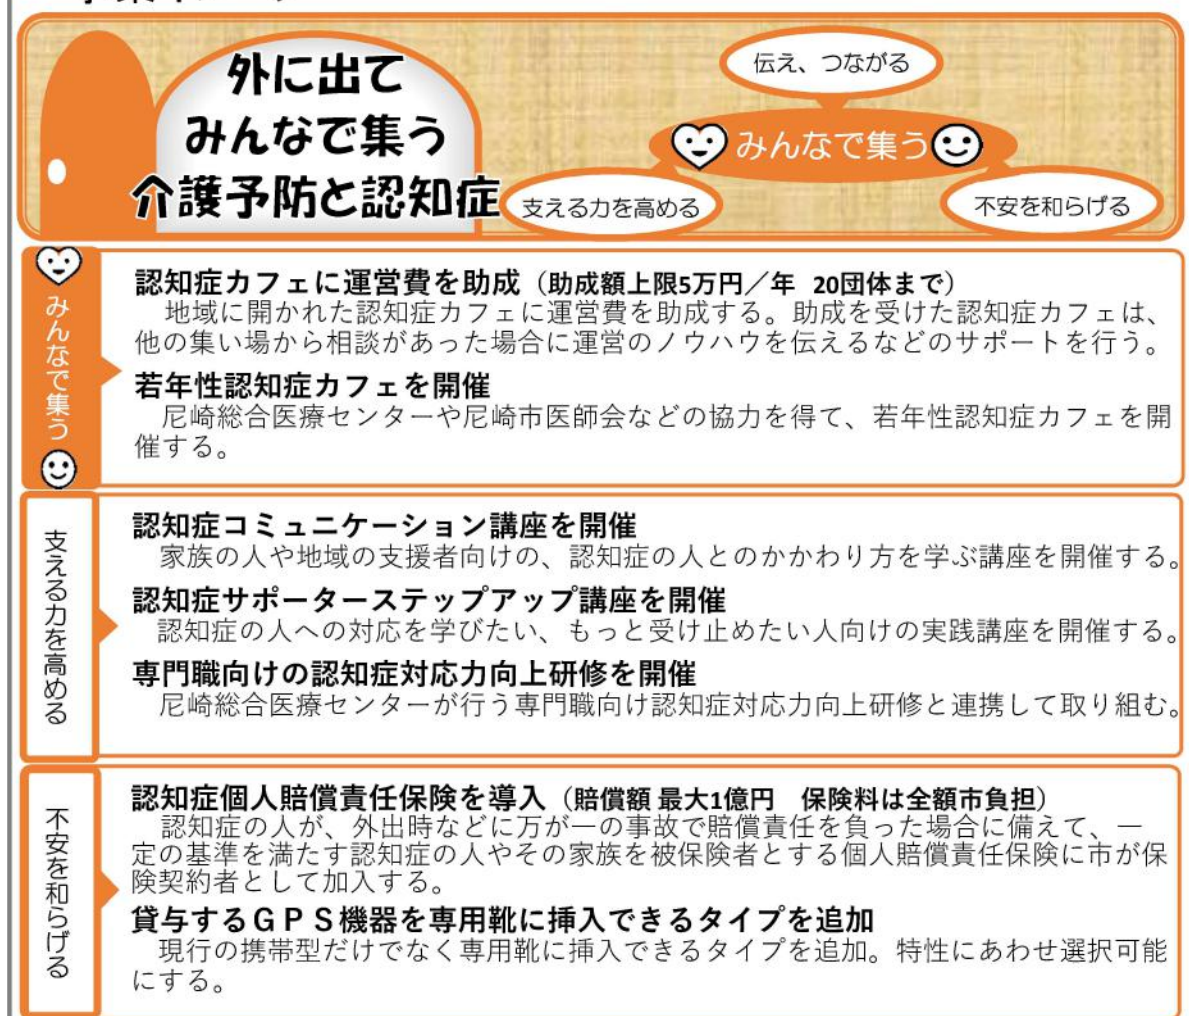 外に出て
みんなで集う
介護予防と認知症
伝え、つながる
みんなで集う
支える力を高める
不安を和らげる
みんなで集う
認知症カフェに運営費を助成（助成額上限5万円／年 20団体まで）
地域に開かれた認知症カフェに運営費を助成する。助成を受けた認知症カフェは、
他の集い場から相談があった場合に運営のノウハウを伝えるなどのサポートを行う。
若年性認知症カフェを開催
尼崎総合医療センターや尼崎市医師会などの協力を得て、若年性認知症カフェを開
催する。
支える力を高める
認知症コミュニケーション講座を開催
家族の人や地域の支援者向けの、認知症の人とのかかわり方を学ぶ講座を開催する。
認知症サポーターステップアップ講座を開催
認知症の人への対応を学びたい、もっと受け止めたい人向けの実践講座を開催する。
専門職向けの認知症対応力向上研修を開催
尼崎総合医療センターが行う専門職向け認知症対応力向上研修と連携して取り組む。
不安を和らげる
認知症個人賠償責任保険を導入（賠償額 最大1億円　保険料は全額市負担）
認知症の人が、外出時などに万が一の事故で賠償責任を負った場合に備えて、一
定の基準を満たす認知症の人やその家族を被保険者とする個人賠償責任保険に市が保
険契約者として加入する。
貸与するＧＰＳ機器を専用靴に挿入できるタイプを追加
現行の携帯型だけでなく専用靴に挿入できるタイプを追加。特性にあわせ選択可能
にする。